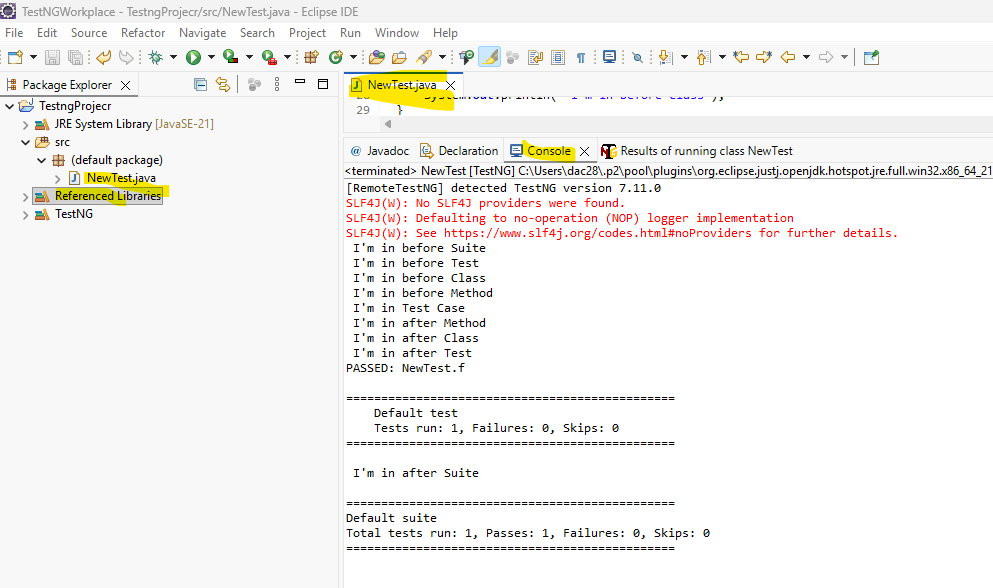 TestNGWorkplace - TestngProjecr/src/NewTest.java - Eclipse IDE
File Edit Source Refactor Navigate Search Project Run Window Help
Package Explorer
TestngProjecr
JRE System Library [JavaSE-21]
src
(default package)
NewTest.java
Referenced Libraries
TestNG
NewTest.java
29 }
@ Javadoc Declaration Console Results of running class NewTest
<terminated> NewTest [TestNG] C:\Users\dac28\.p2\pool\plugins\org.eclipse.justj.openjdk.hotspot.jre.full.win32.x86_64_21
[RemoteTestNG] detected TestNG version 7.11.0
SLF4J(W): No SLF4J providers were found.
SLF4J(W): Defaulting to no-operation (NOP) logger implementation
SLF4J(W): See https://www.slf4j.org/codes.html#noProviders for further details.
I'm in before Suite
I'm in before Test
I'm in before Class
I'm in before Method
I'm in Test Case
I'm in after Method
I'm in after Class
I'm in after Test
PASSED: NewTest.f
===============================================
Default test
Tests run: 1, Failures: 0, Skips: 0
===============================================
I'm in after Suite
===============================================
Default suite
Total tests run: 1, Passes: 1, Failures: 0, Skips: 0
===============================================